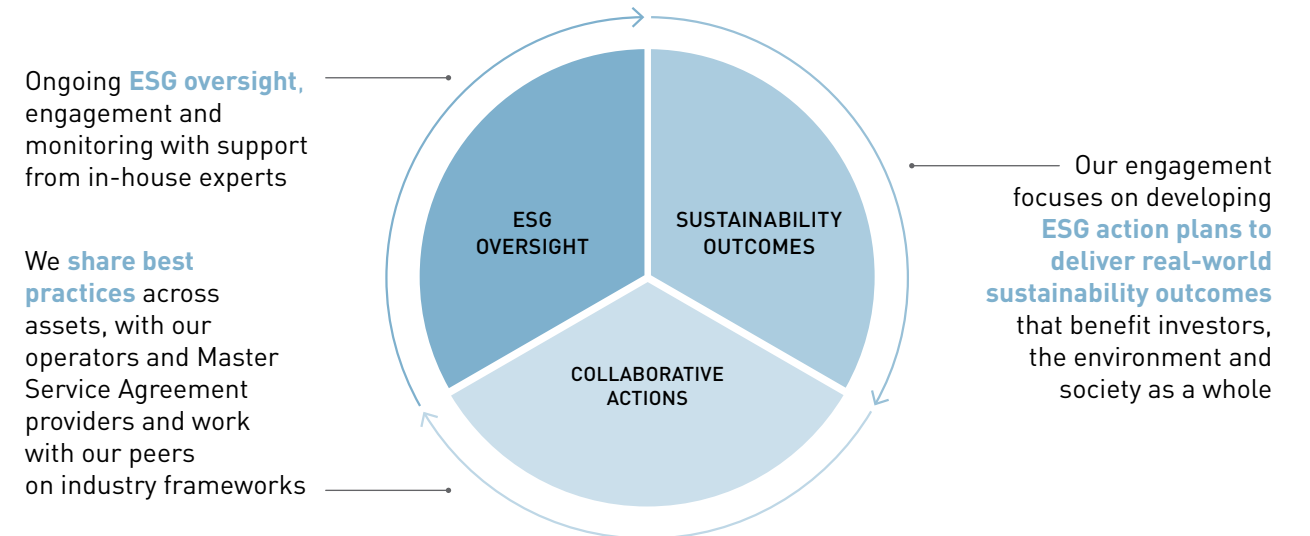 Ongoing ESG oversight,
engagement and
monitoring with support
from in-house experts
We share best
practices across
assets, with our
operators and Master
Service Agreement
providers and work
with our peers
on industry frameworks
ESG
OVERSIGHT
SUSTAINABILITY
OUTCOMES
COLLABORATIVE
ACTIONS
Our engagement
focuses on developing
ESG action plans to
deliver real-world
sustainability outcomes
that benefit investors,
the environment and
society as a whole